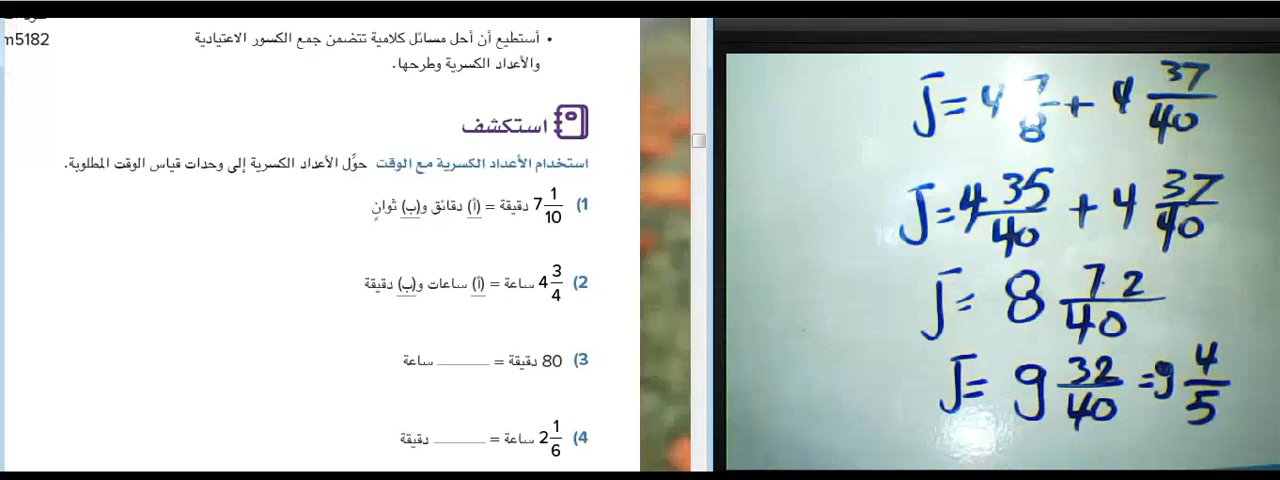 m5182
• أستطيع أن أحل مسائل كلامية تتضمن جمع الكسور الاعتيادية
والأعداد الكسرية وطرحها.
استكشف
استخدام الأعداد الكسرية مع الوقت حوِّل الأعداد الكسرية إلى وحدات قياس الوقت المطلوبة.
(1 7 1/10 دقيقة = (أ) دقائق و(ب) ثوانٍ
(2 4 3/4 ساعة = (أ) ساعات و(ب) دقيقة
(3 80 دقيقة = ______ ساعة
(4 2 1/6 ساعة = ______ دقيقة
J = 4 7/8 + 4 37/40
J = 4 35/40 + 4 37/40
J = 8 72/40
J = 9 32/40 = 9 4/5